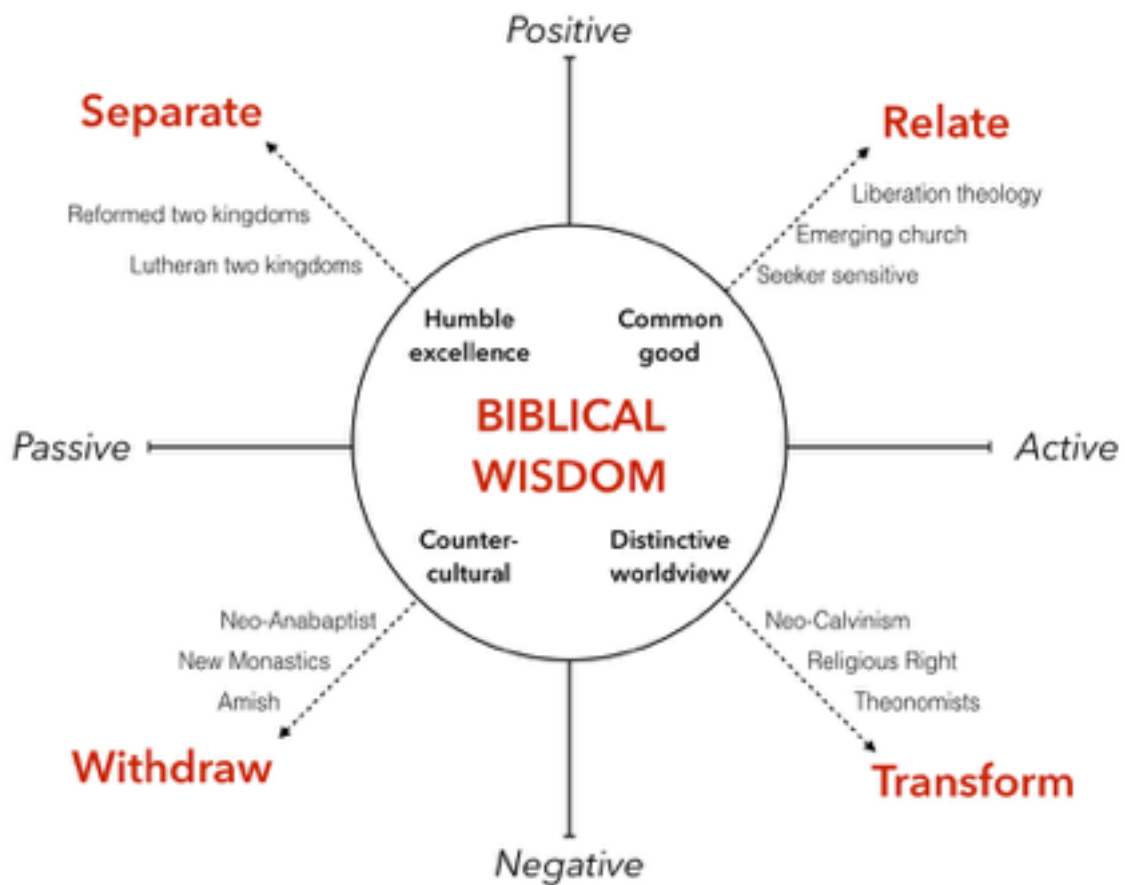 Positive
Separate
Relate
Reformed two kingdoms
Lutheran two kingdoms
Liberation theology
Emerging church
Seeker sensitive
Humble
excellence
Common
good
BIBLICAL
WISDOM
Passive
Active
Counter-
cultural
Distinctive
worldview
Neo-Anabaptist
New Monastics
Amish
Neo-Calvinism
Religious Right
Theonomists
Withdraw
Transform
Negative